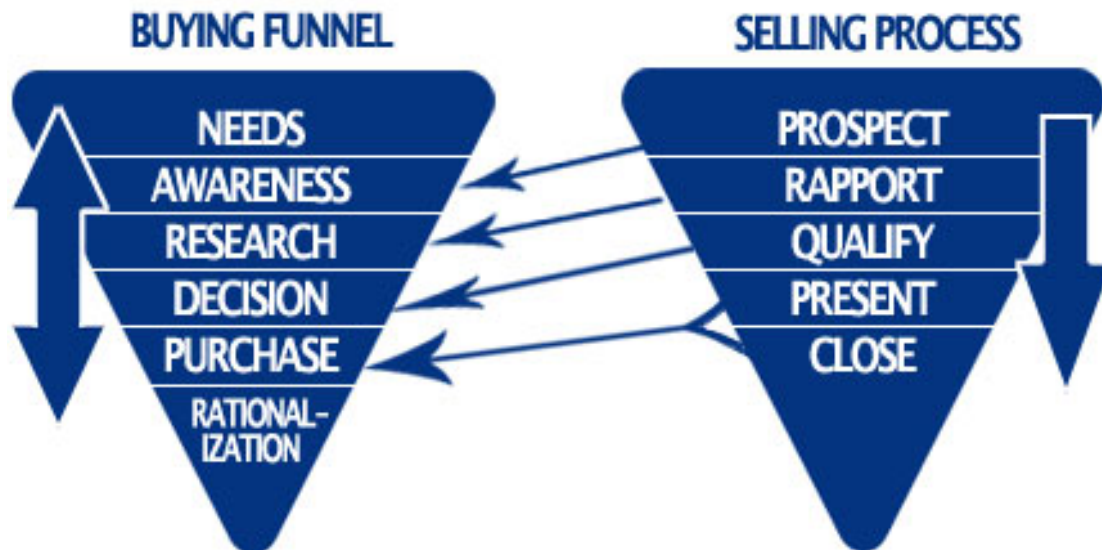 BUYING FUNNEL
NEEDS
AWARENESS
RESEARCH
DECISION
PURCHASE
RATIONAL-
IZATION
SELLING PROCESS
PROSPECT
RAPPORT
QUALIFY
PRESENT
CLOSE